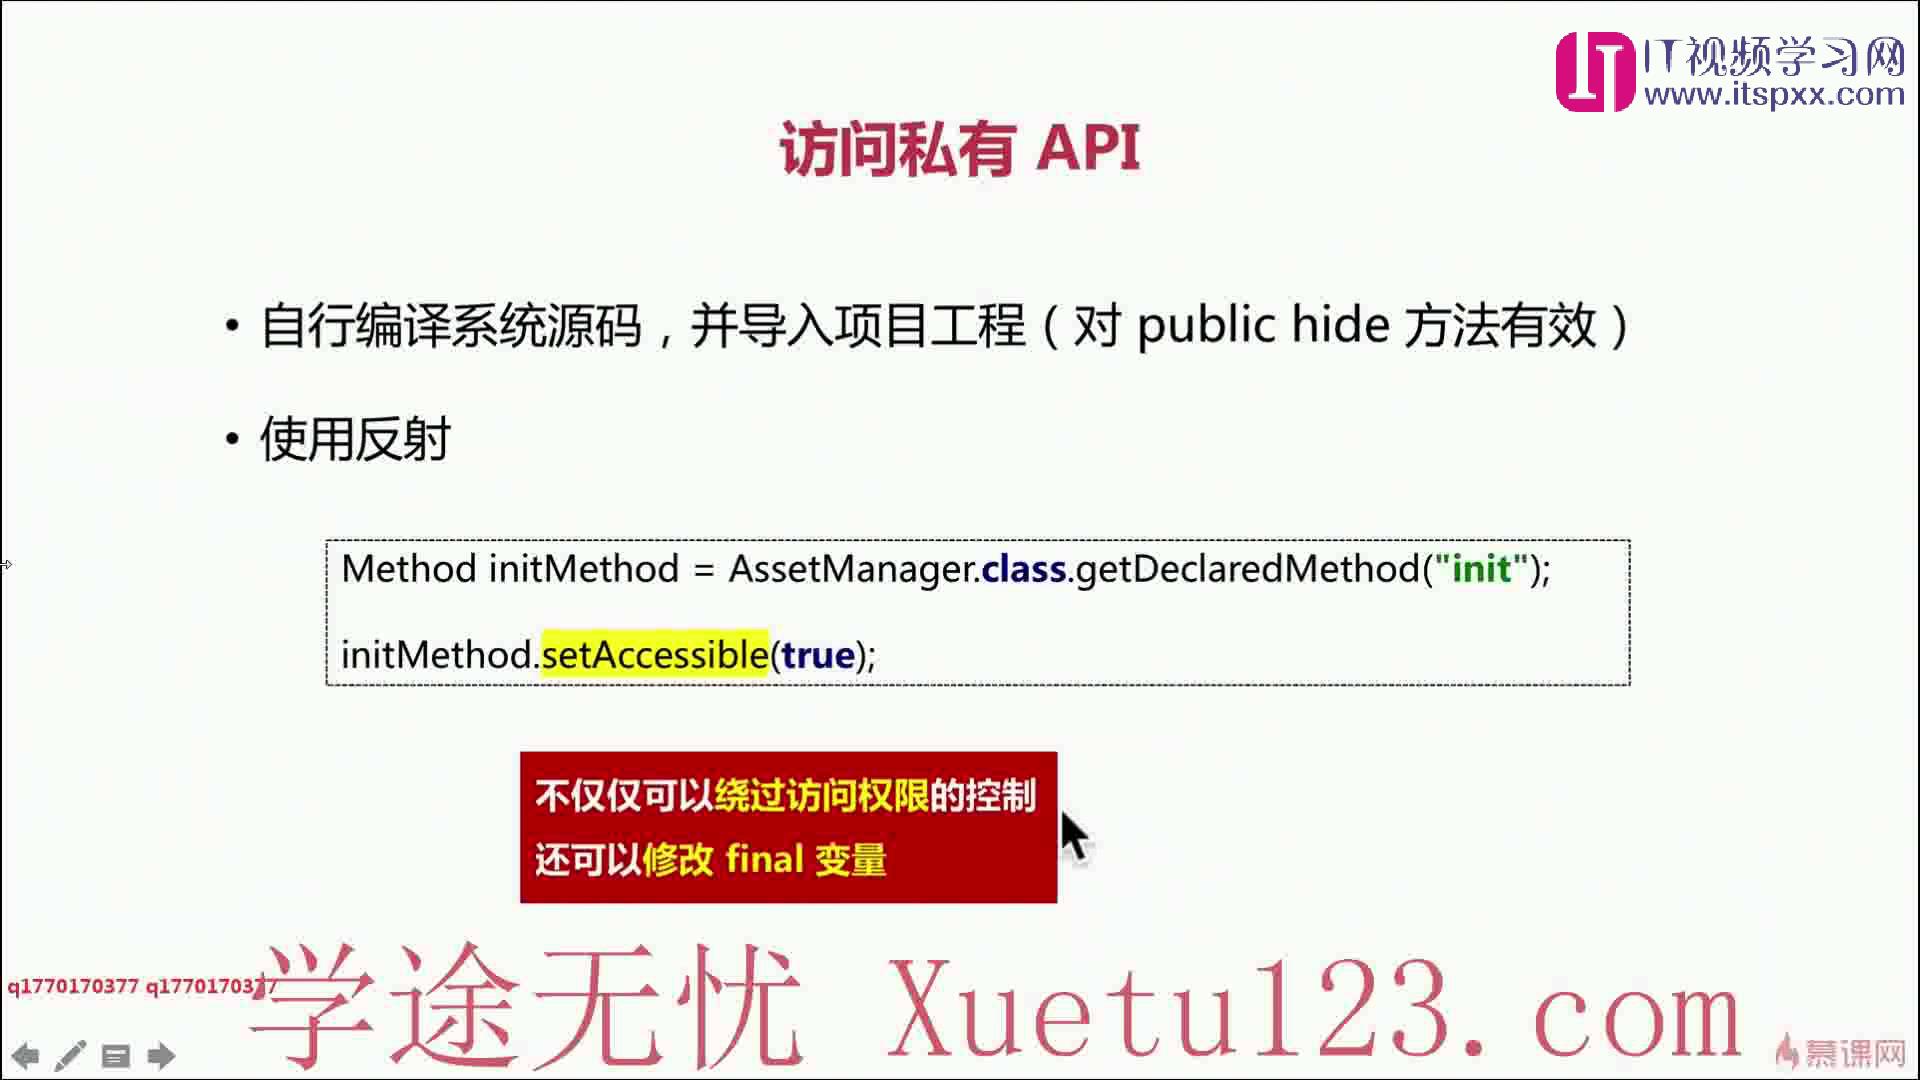 IT视频学习网
www.itspxx.com
访问私有 API
• 自行编译系统源码，并导入项目工程（对 public hide 方法有效）
• 使用反射
Method initMethod = AssetManager.class.getDeclaredMethod("init");
initMethod.setAccessible(true);
不仅仅可以绕过访问权限的控制
还可以修改 final 变量
q1770170377 q1770170377
学途无忧 Xuetu123.com
慕课网